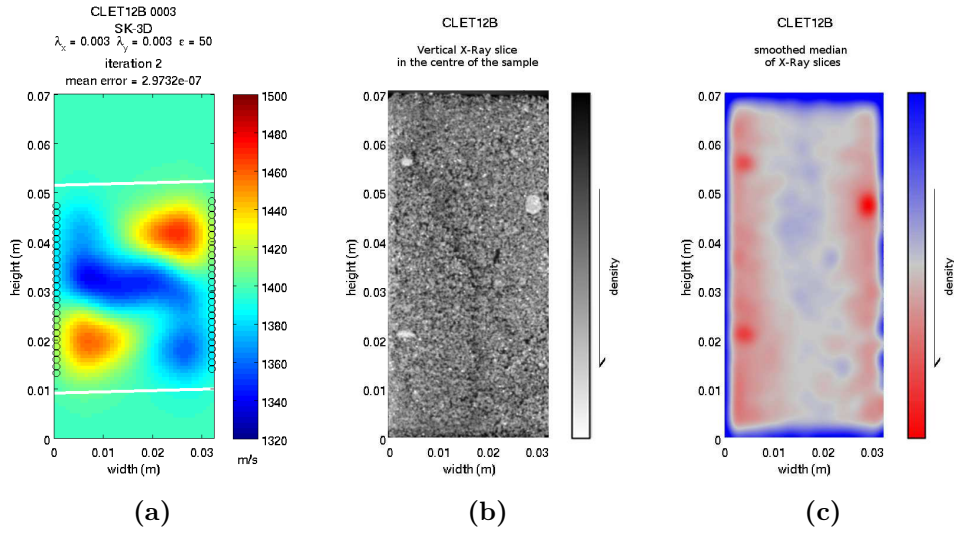 CLET12B 0003
SK-3D
λx = 0.003 λy = 0.003 ε = 50
iteration 2
mean error = 2.9732e-07
0.07
0.06
0.05
0.04
0.03
0.02
0.01
0
height (m)
0 0.01 0.02 0.03
width (m)
1500
1480
1460
1440
1420
1400
1380
1360
1340
1320
m/s
(a)
CLET12B
Vertical X-Ray slice
in the centre of the sample
0.07
0.06
0.05
0.04
0.03
0.02
0.01
0
height (m)
0 0.01 0.02 0.03
width (m)
density
(b)
CLET12B
smoothed median
of X-Ray slices
0.07
0.06
0.05
0.04
0.03
0.02
0.01
0
height (m)
0 0.01 0.02 0.03
width (m)
density
(c)